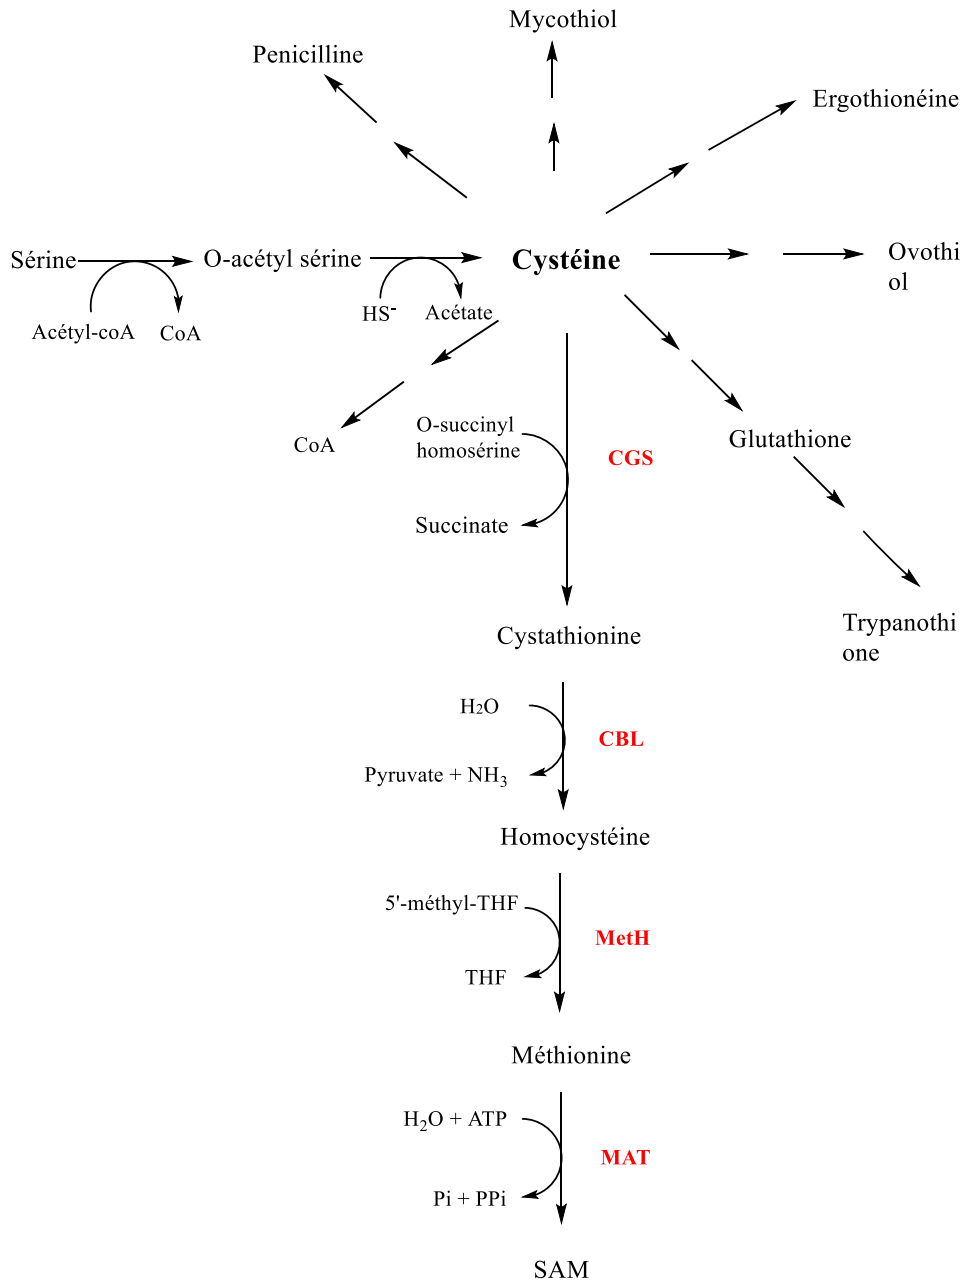 Mycothiol
Penicilline
Ergothionéine
Sérine
O-acétyl sérine
Cystéine
Ovothi
ol
HS-
Acétate
Acétyl-coA
CoA
CoA
O-succinyl
homosérine
Glutathione
CGS
Succinate
Trypanothi
one
Cystathionine
H2O
CBL
Pyruvate + NH3
Homocystéine
5'-méthyl-THF
MetH
THF
Méthionine
H2O + ATP
MAT
Pi + PPi
SAM